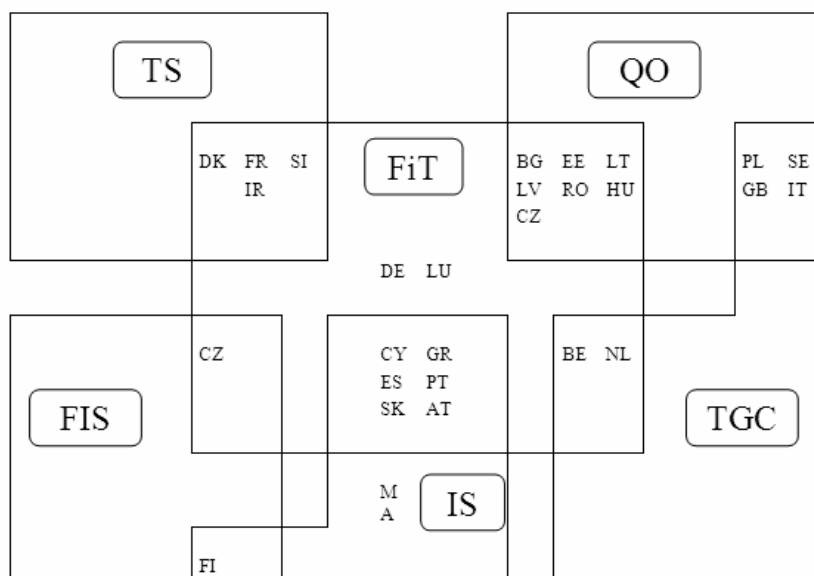 TS
QO
DK FR SI
IR
FiT
BG EE LT
LV RO HU
CZ
PL SE
GB IT
DE LU
CZ
CY GR
ES PT
SK AT
BE NL
FIS
TGC
M
A
IS
FI